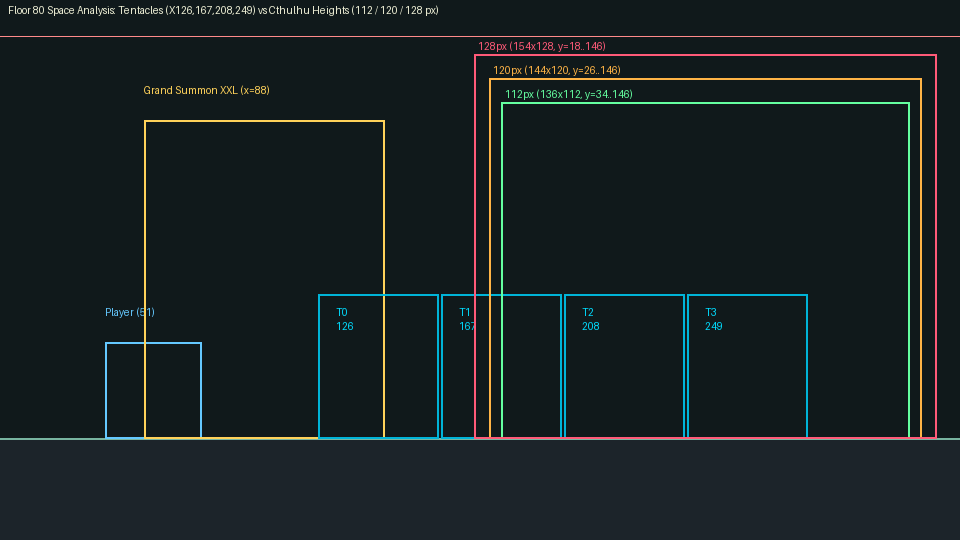 Floor 80 Space Analysis: Tentacles (X126,167,208,249) vs Cthulhu Heights (112 / 120 / 128 px)
128px (154x128, y=18..146)
120px (144x120, y=26..146)
Grand Summon XXL (x=88)
112px (136x112, y=34..146)
Player (51)
T0
126
T1
167
T2
208
T3
249